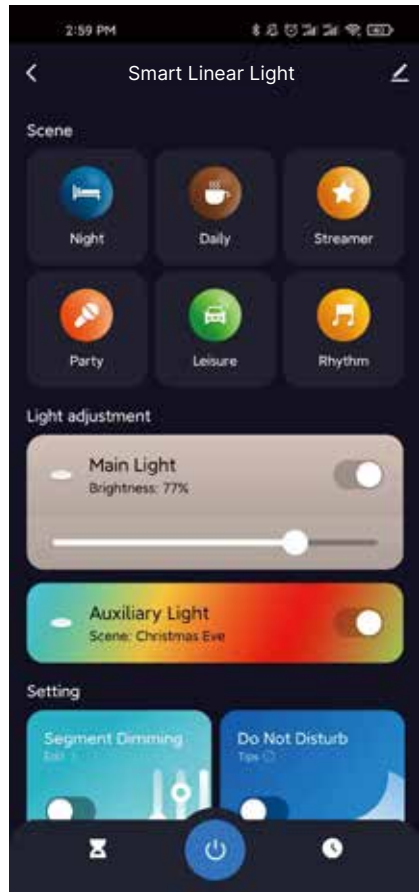 2:59 PM
Smart Linear Light
Scene
Night
Daily
Streamer
Party
Leisure
Rhythm
Light adjustment
Main Light
Brightness: 77%
Auxiliary Light
Scene: Christmas Eve
Setting
Segment Dimming
Edit
Do Not Disturb
Tips